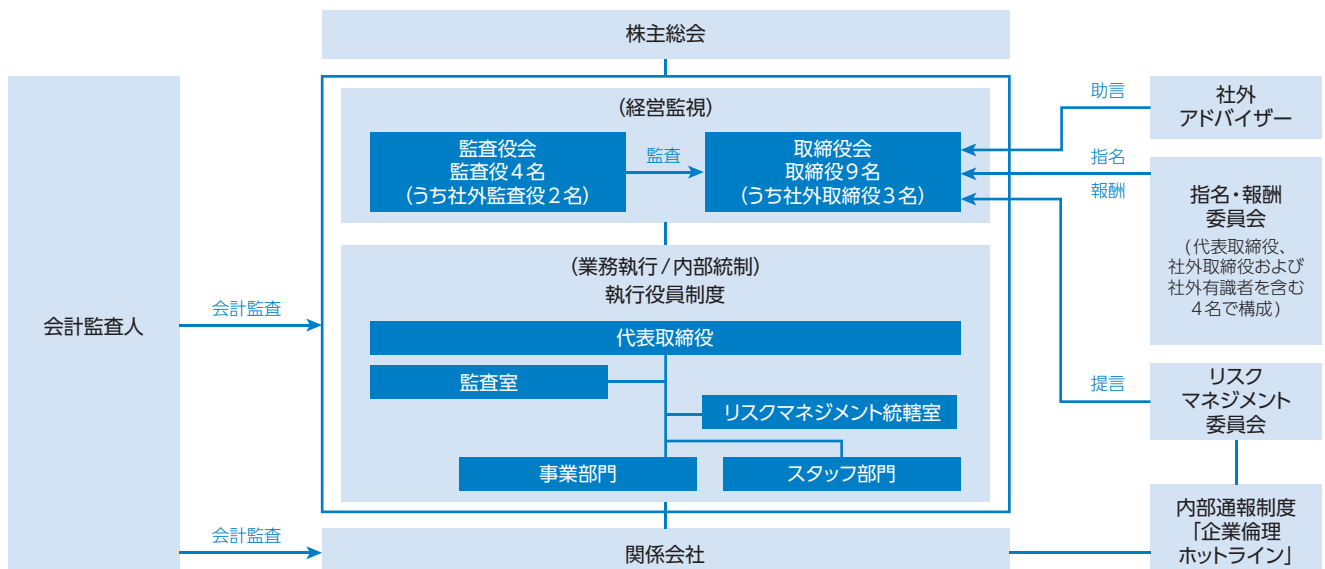 株主総会
(経営監視)
監査役会
監査役4名
(うち社外監査役2名)
監査
取締役会
取締役9名
(うち社外取締役3名)
助言
指名
報酬
提言
社外
アドバイザー
指名・報酬
委員会
(代表取締役、
社外取締役および
社外有識者を含む
4名で構成)
リスク
マネジメント
委員会
内部通報制度
「企業倫理
ホットライン」
会計監査人
会計監査
会計監査
(業務執行/内部統制)
執行役員制度
代表取締役
監査室
リスクマネジメント統轄室
事業部門
スタッフ部門
関係会社